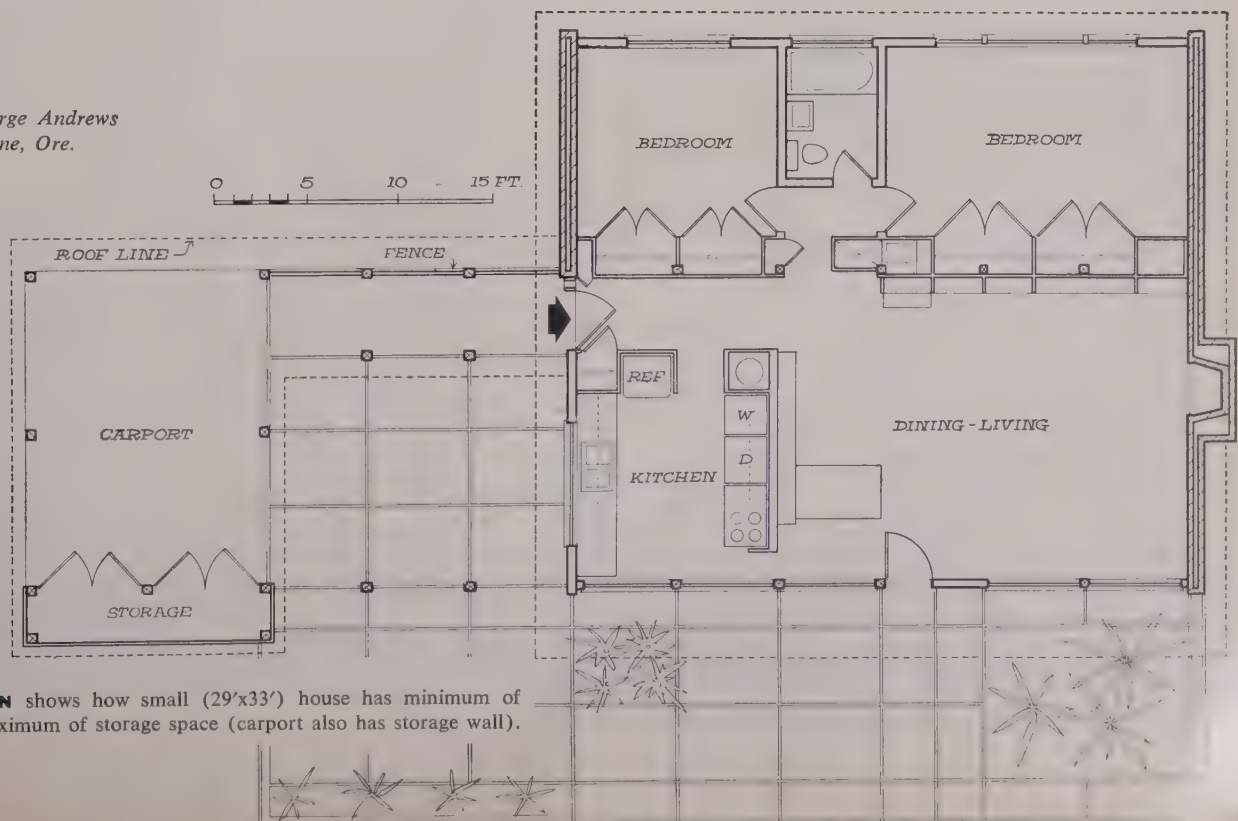 rge Andrews
ne, Ore.
0 5 10 15 FT.
ROOF LINE
FENCE
BEDROOM
BEDROOM
CARPORT
REF
W
D
KITCHEN
DINING-LIVING
STORAGE
N shows how small (29'x33') house has minimum of
ximum of storage space (carport also has storage wall).